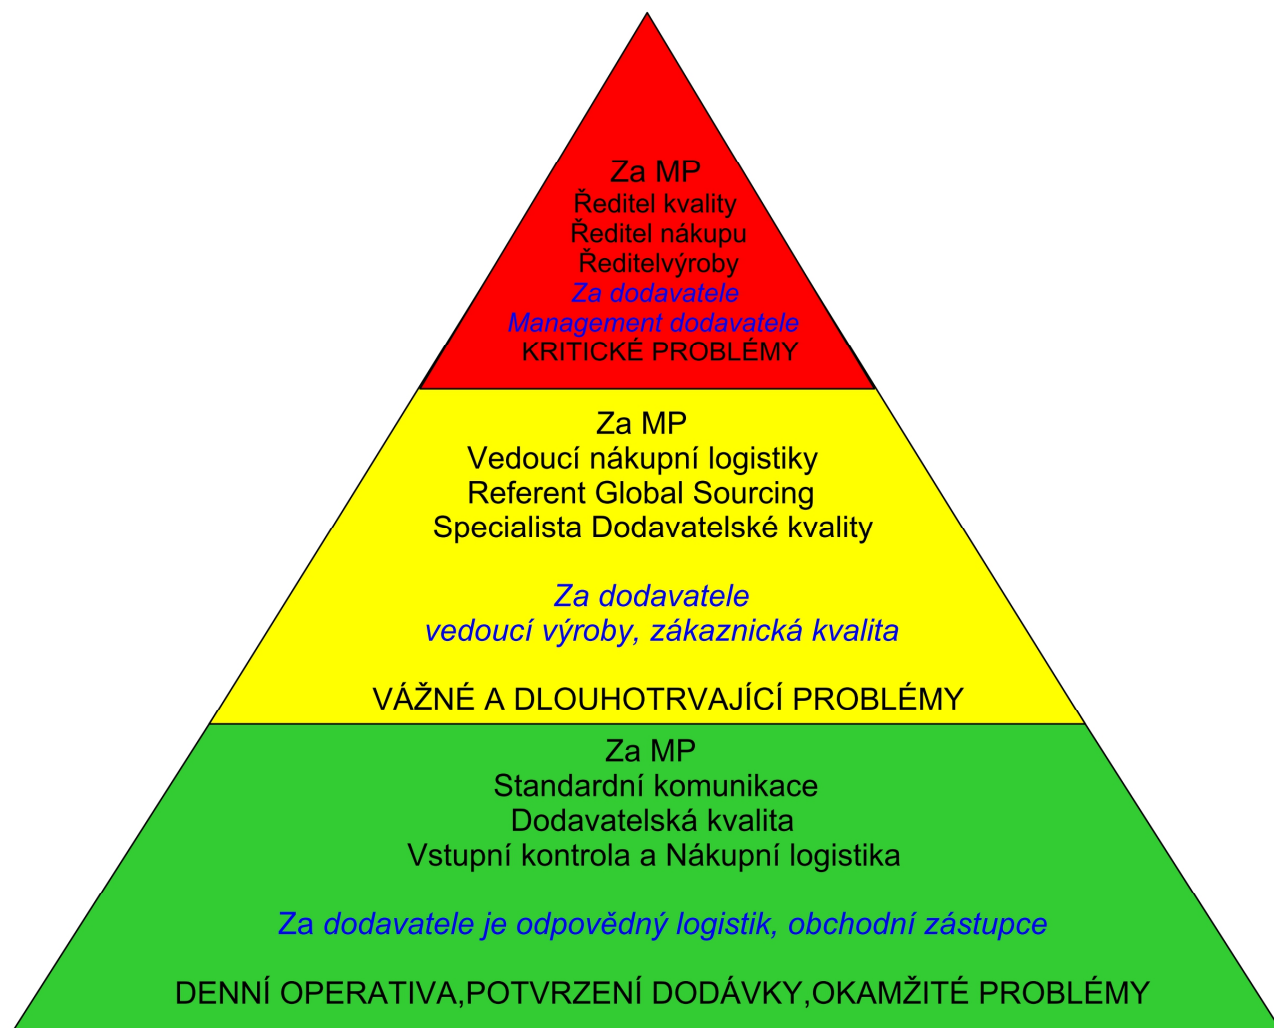 Za MP
Ředitel kvality
Ředitel nákupu
Ředitelvýroby
Za dodavatele
Management dodavatele
KRITICKÉ PROBLÉMY
Za MP
Vedoucí nákupní logistiky
Referent Global Sourcing
Specialista Dodavatelské kvality
Za dodavatele
vedoucí výroby, zákaznická kvalita
VÁŽNÉ A DLOUHOTRVAJÍCÍ PROBLÉMY
Za MP
Standardní komunikace
Dodavatelská kvalita
Vstupní kontrola a Nákupní logistika
Za dodavatele je odpovědný logistik, obchodní zástupce
DENNÍ OPERATIVA,POTVRZENÍ DODÁVKY,OKAMŽITÉ PROBLÉMY